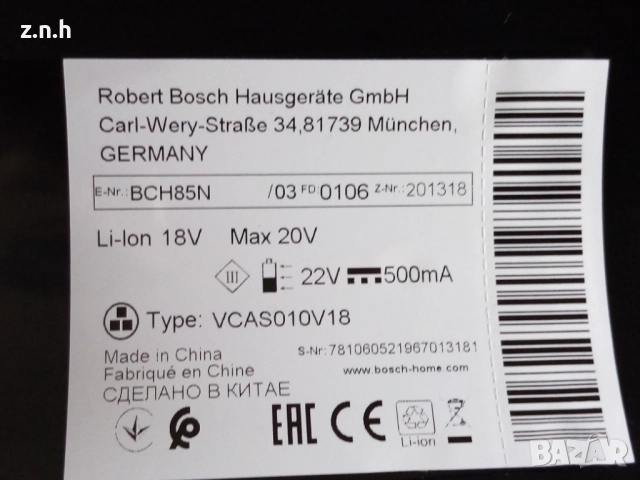 z.n.h
Robert Bosch Hausgeräte GmbH
Carl-Wery-Straße 34,81739 München,
GERMANY
E-Nr.: BCH85N /03 FD: 0106 Z-Nr.: 201318
Li-Ion 18V Max 20V
III 22V 500mA
Type: VCAS010V18
Made in China S-Nr: 781060521967013181
Fabriqué en Chine www.bosch-home.com
СДЕЛАНО В КИТАЕ
EAC CE Li-ion
BAZAR